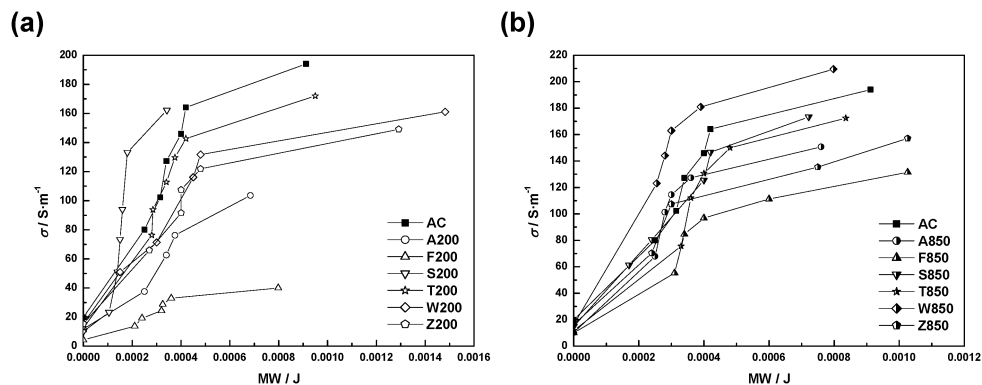 (a)
(b)
σ / S·m⁻¹
200
180
160
140
120
100
80
60
40
20
0
0.0000 0.0002 0.0004 0.0006 0.0008 0.0010 0.0012 0.0014 0.0016
MW / J
AC
A200
F200
S200
T200
W200
Z200
σ / S·m⁻¹
220
200
180
160
140
120
100
80
60
40
20
0
0.0000 0.0002 0.0004 0.0006 0.0008 0.0010 0.0012
MW / J
AC
A850
F850
S850
T850
W850
Z850